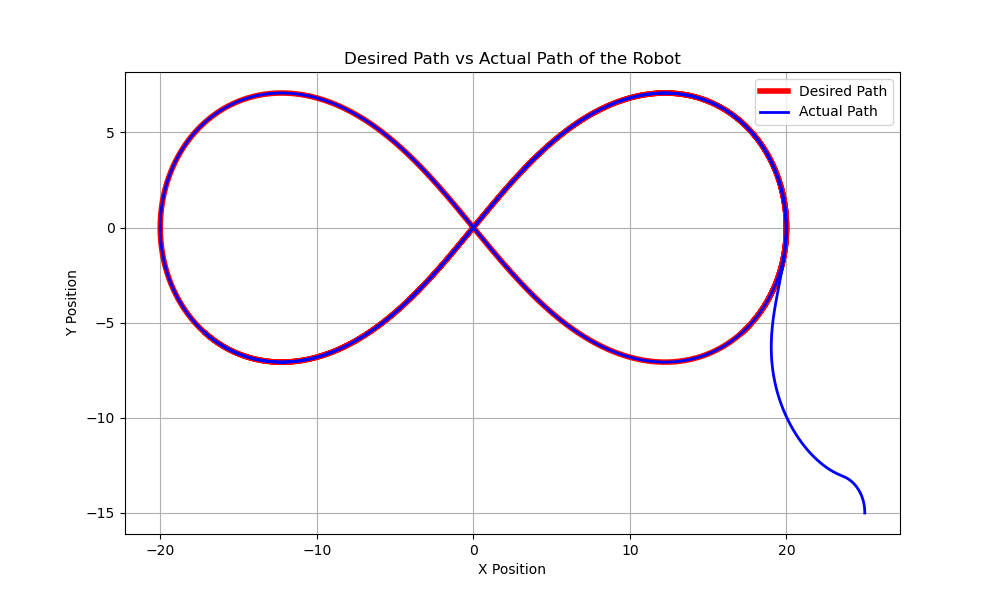 Desired Path vs Actual Path of the Robot
Desired Path
Actual Path
Y Position
5
0
−5
−10
−15
−20
−10
0
10
20
X Position